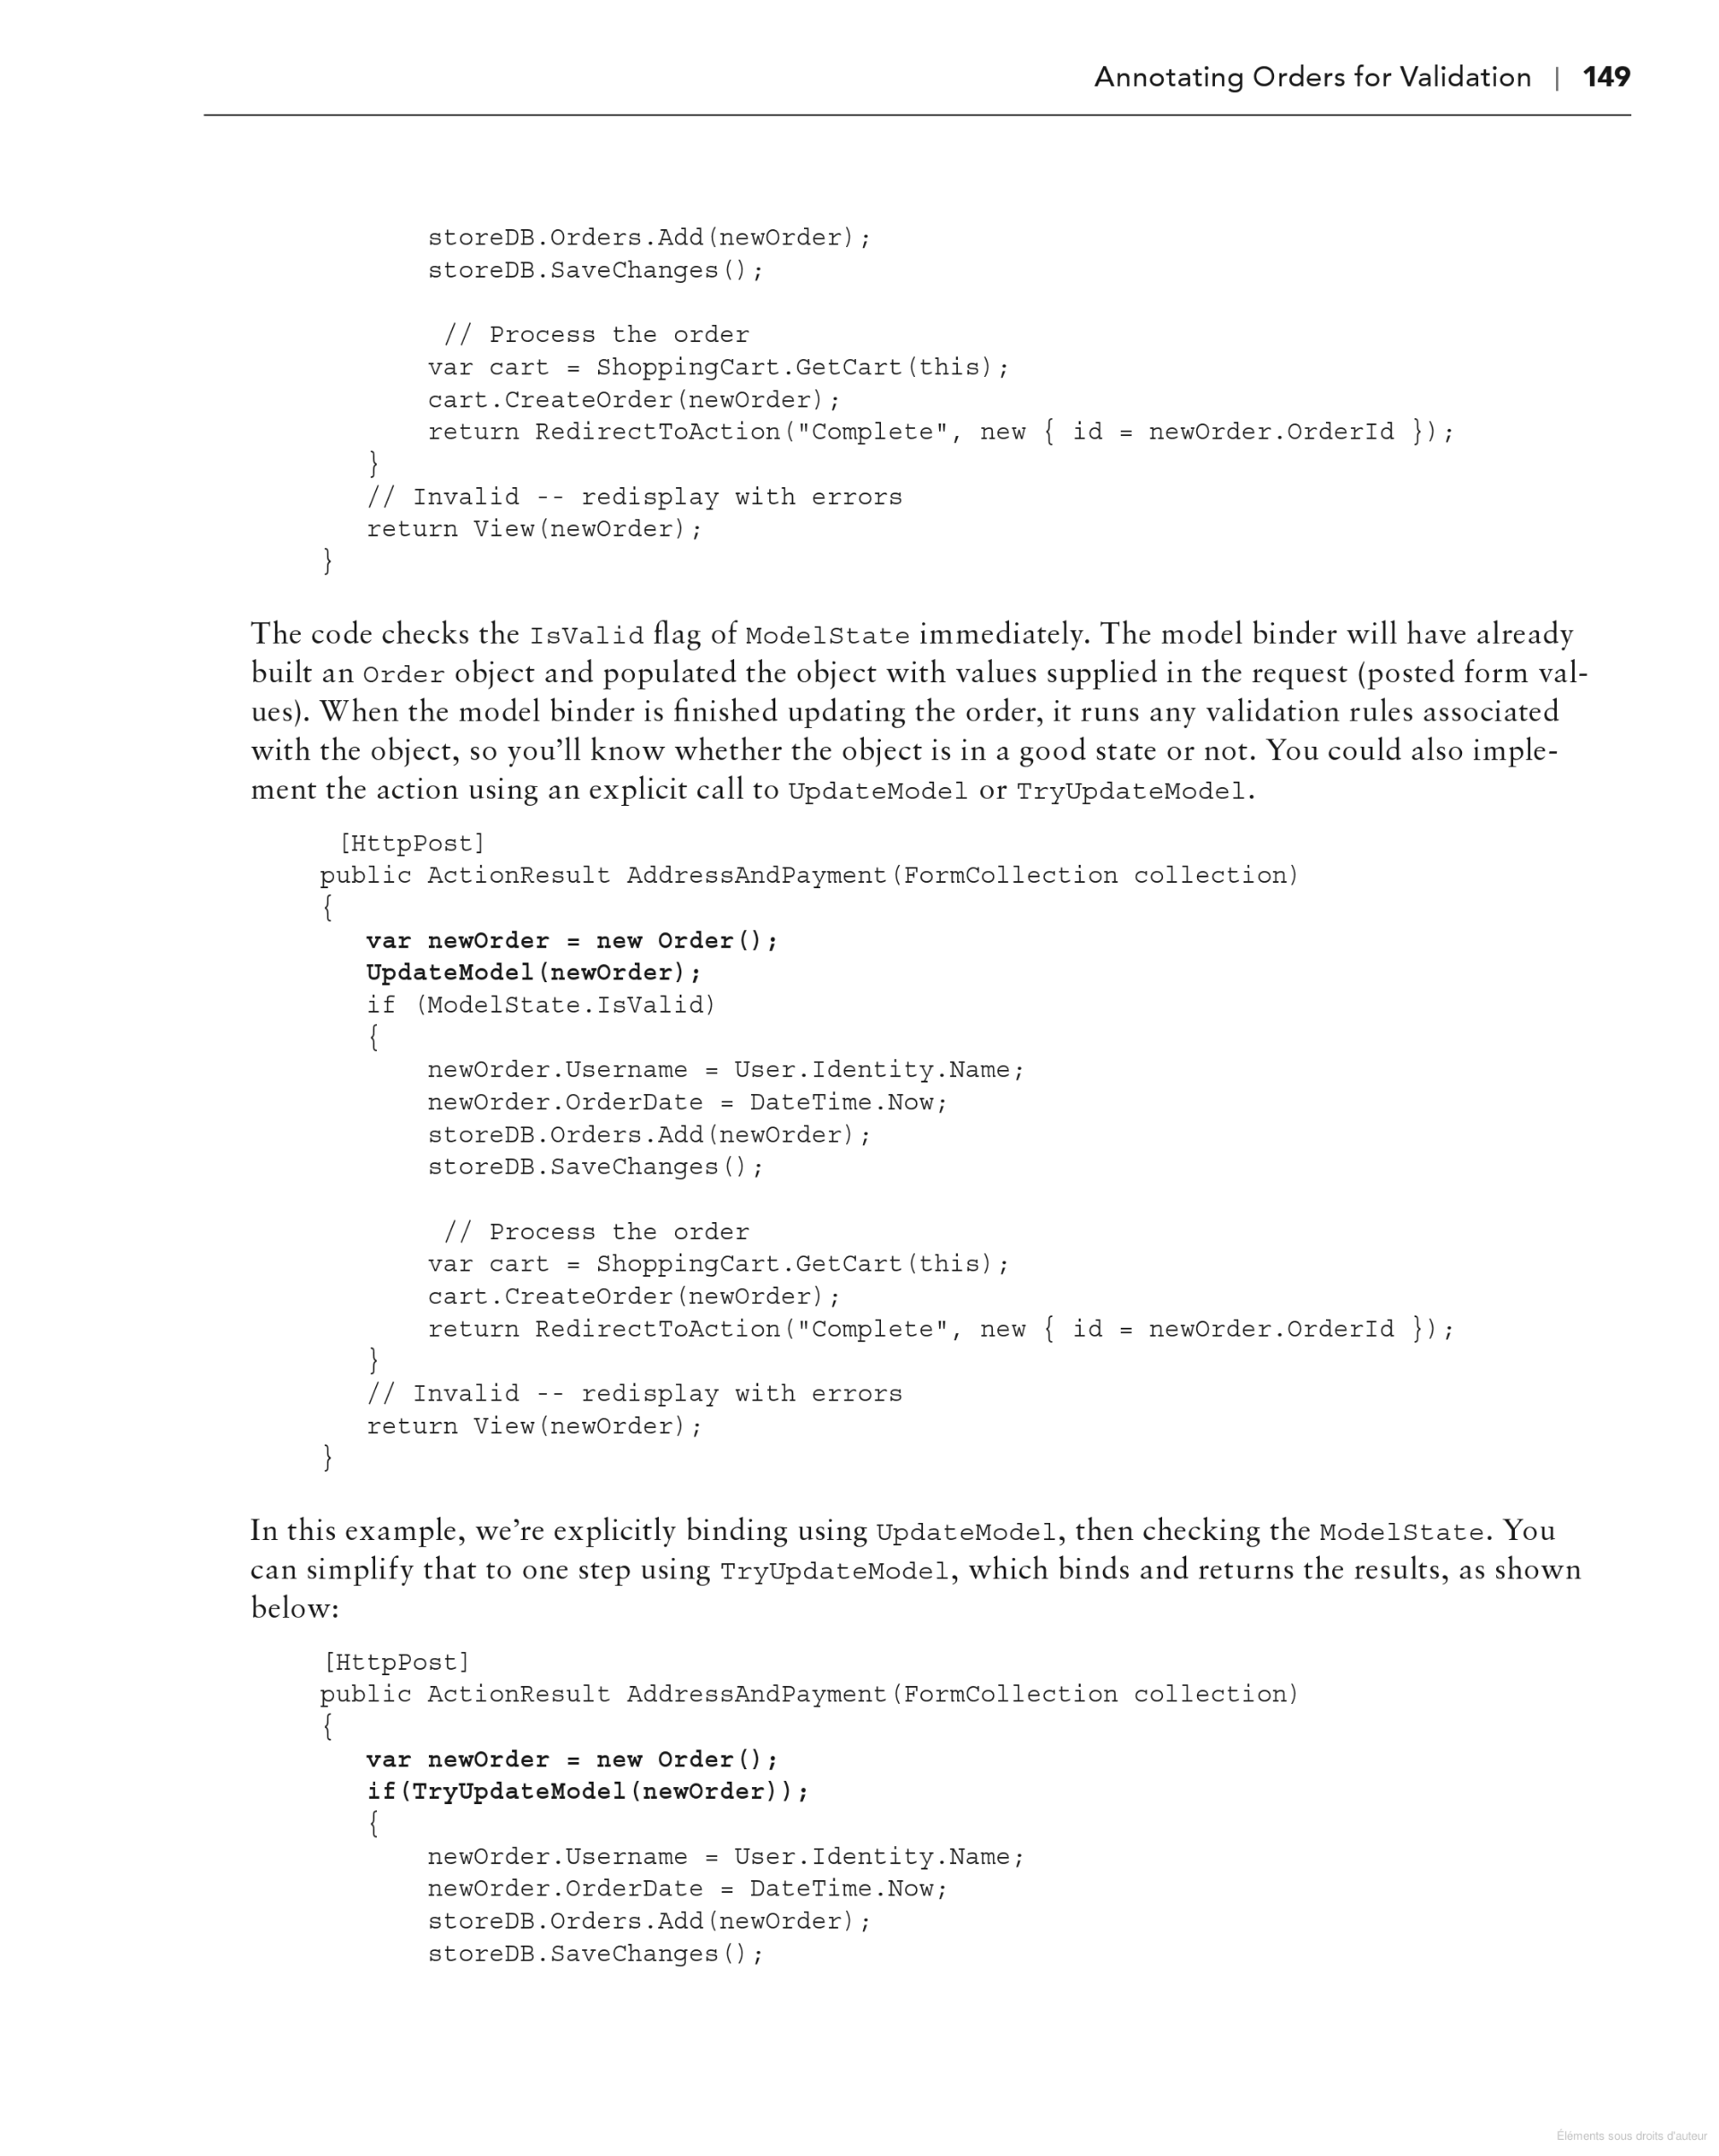 Annotating Orders for Validation | 149
storeDB.Orders.Add(newOrder);
storeDB.SaveChanges();
// Process the order
var cart = ShoppingCart.GetCart(this);
cart.CreateOrder(newOrder);
return RedirectToAction("Complete", new { id = newOrder.OrderId });
}
// Invalid -- redisplay with errors
return View(newOrder);
}
The code checks the IsValid flag of ModelState immediately. The model binder will have already
built an Order object and populated the object with values supplied in the request (posted form val-
ues). When the model binder is finished updating the order, it runs any validation rules associated
with the object, so you’ll know whether the object is in a good state or not. You could also imple-
ment the action using an explicit call to UpdateModel or TryUpdateModel.
[HttpPost]
public ActionResult AddressAndPayment(FormCollection collection)
{
var newOrder = new Order();
UpdateModel(newOrder);
if (ModelState.IsValid)
{
newOrder.Username = User.Identity.Name;
newOrder.OrderDate = DateTime.Now;
storeDB.Orders.Add(newOrder);
storeDB.SaveChanges();
// Process the order
var cart = ShoppingCart.GetCart(this);
cart.CreateOrder(newOrder);
return RedirectToAction("Complete", new { id = newOrder.OrderId });
}
// Invalid -- redisplay with errors
return View(newOrder);
}
In this example, we’re explicitly binding using UpdateModel, then checking the ModelState. You
can simplify that to one step using TryUpdateModel, which binds and returns the results, as shown
below:
[HttpPost]
public ActionResult AddressAndPayment(FormCollection collection)
{
var newOrder = new Order();
if(TryUpdateModel(newOrder));
{
newOrder.Username = User.Identity.Name;
newOrder.OrderDate = DateTime.Now;
storeDB.Orders.Add(newOrder);
storeDB.SaveChanges();
Éléments sous droits d'auteur